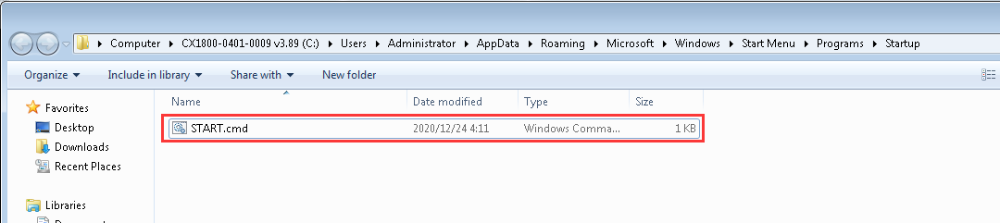 Computer CX1800-0401-0009 v3.89 (C:) Users Administrator AppData Roaming Microsoft Windows Start Menu Programs Startup
Organize Include in library Share with New folder
Name Date modified Type Size
START.cmd 2020/12/24 4:11 Windows Comma... 1 KB
Favorites
Desktop
Downloads
Recent Places
Libraries